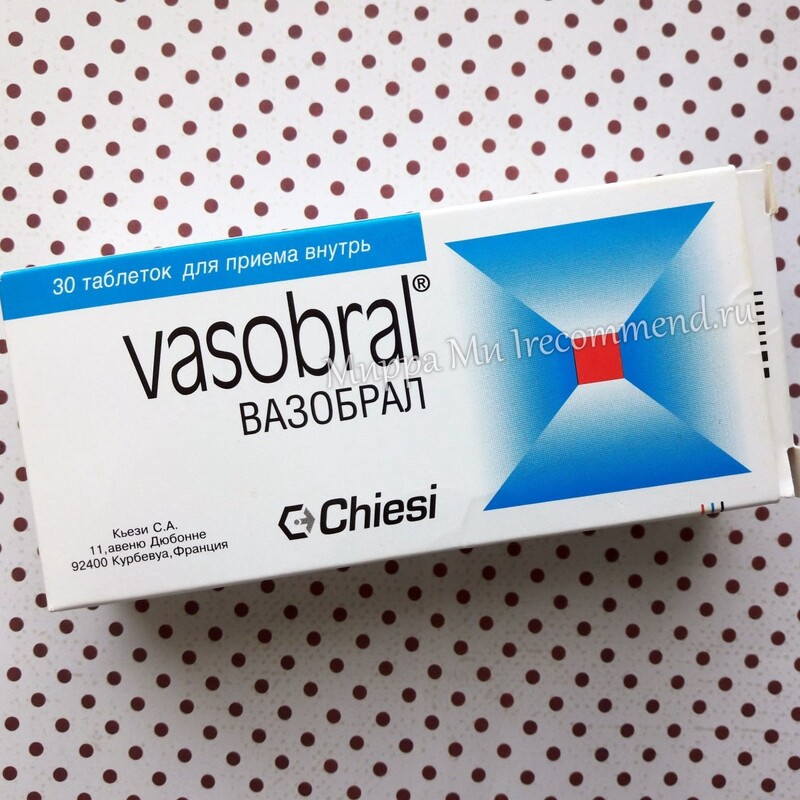 30 таблеток для приема внутрь
vasobral®
ВАЗОБРАЛ
Мирра Ми Irecommend.ru
Chiesi
Кьези С.А.
11,авеню Дюбонне
92400 Курбевуа,Франция